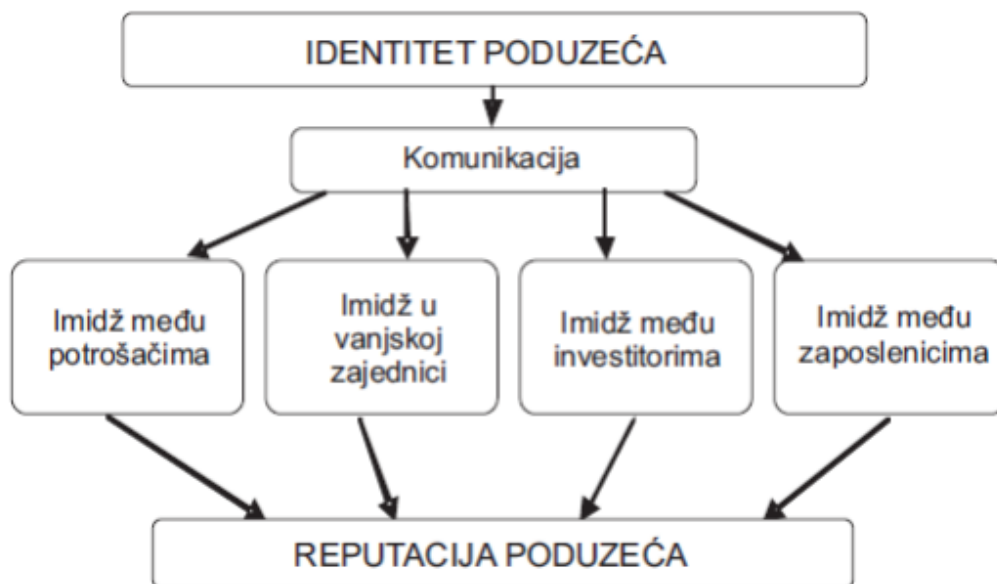 IDENTITET PODUZEĆA
Komunikacija
Imidž među
potrošačima
Imidž u
vanjskoj
zajednici
Imidž među
investitorima
Imidž među
zaposlenicima
REPUTACIJA PODUZEĆA